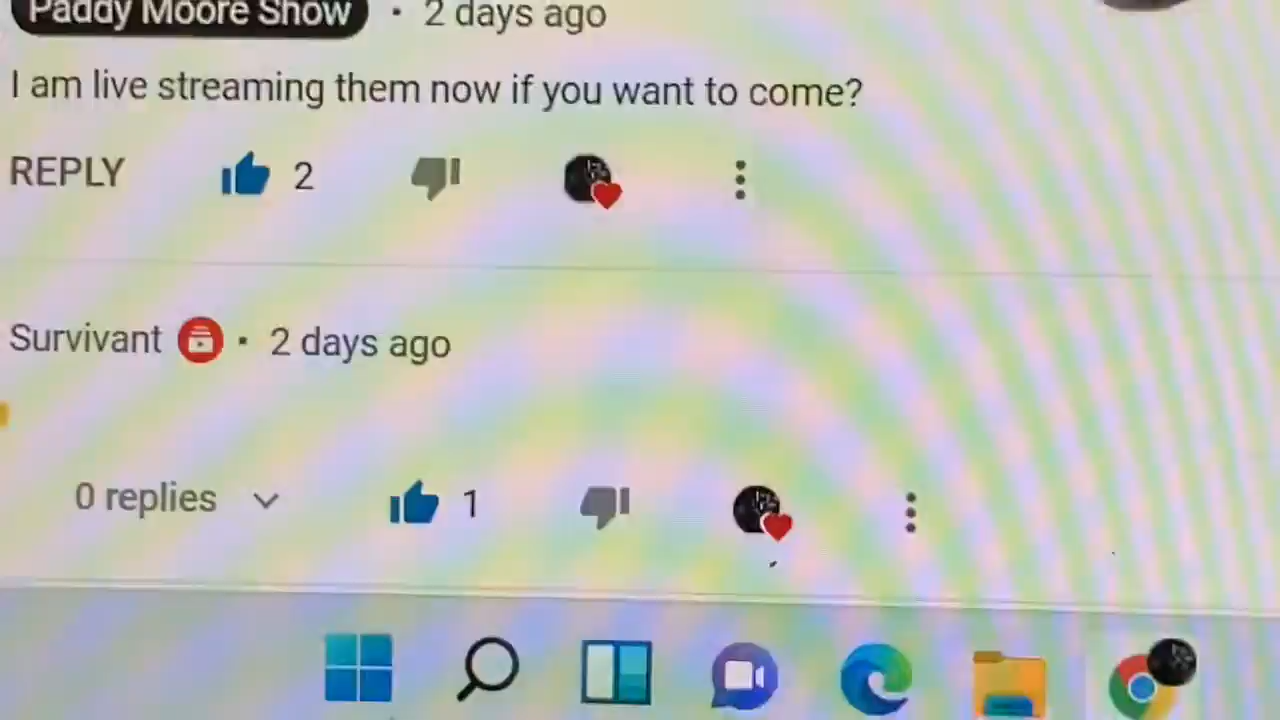 Paddy Moore Show · 2 days ago
I am live streaming them now if you want to come?
REPLY 2
Survivant · 2 days ago
0 replies 1